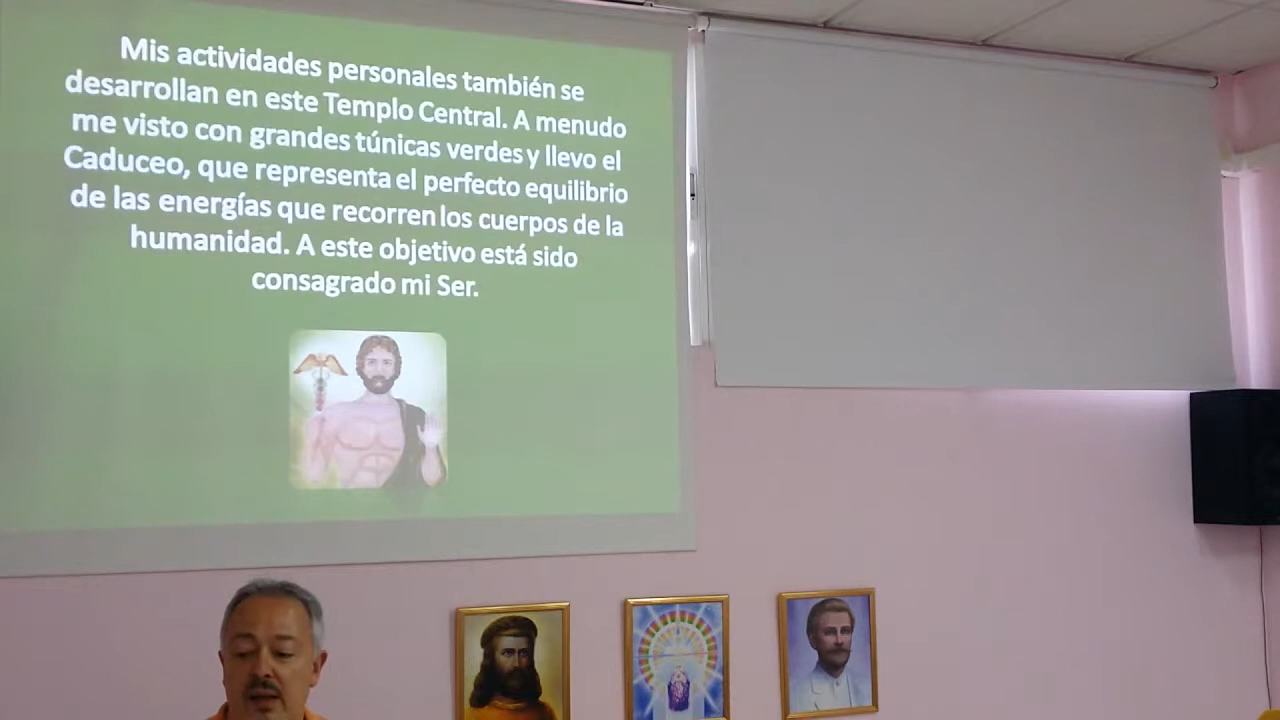 Mis actividades personales también se
desarrollan en este Templo Central. A menudo
me visto con grandes túnicas verdes y llevo el
Caduceo, que representa el perfecto equilibrio
de las energías que recorren los cuerpos de la
humanidad. A este objetivo está sido
consagrado mi Ser.